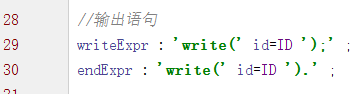 28 //输出语句
29 writeExpr : 'write(' id=ID ');' ;
30 endExpr : 'write(' id=ID ').' ;